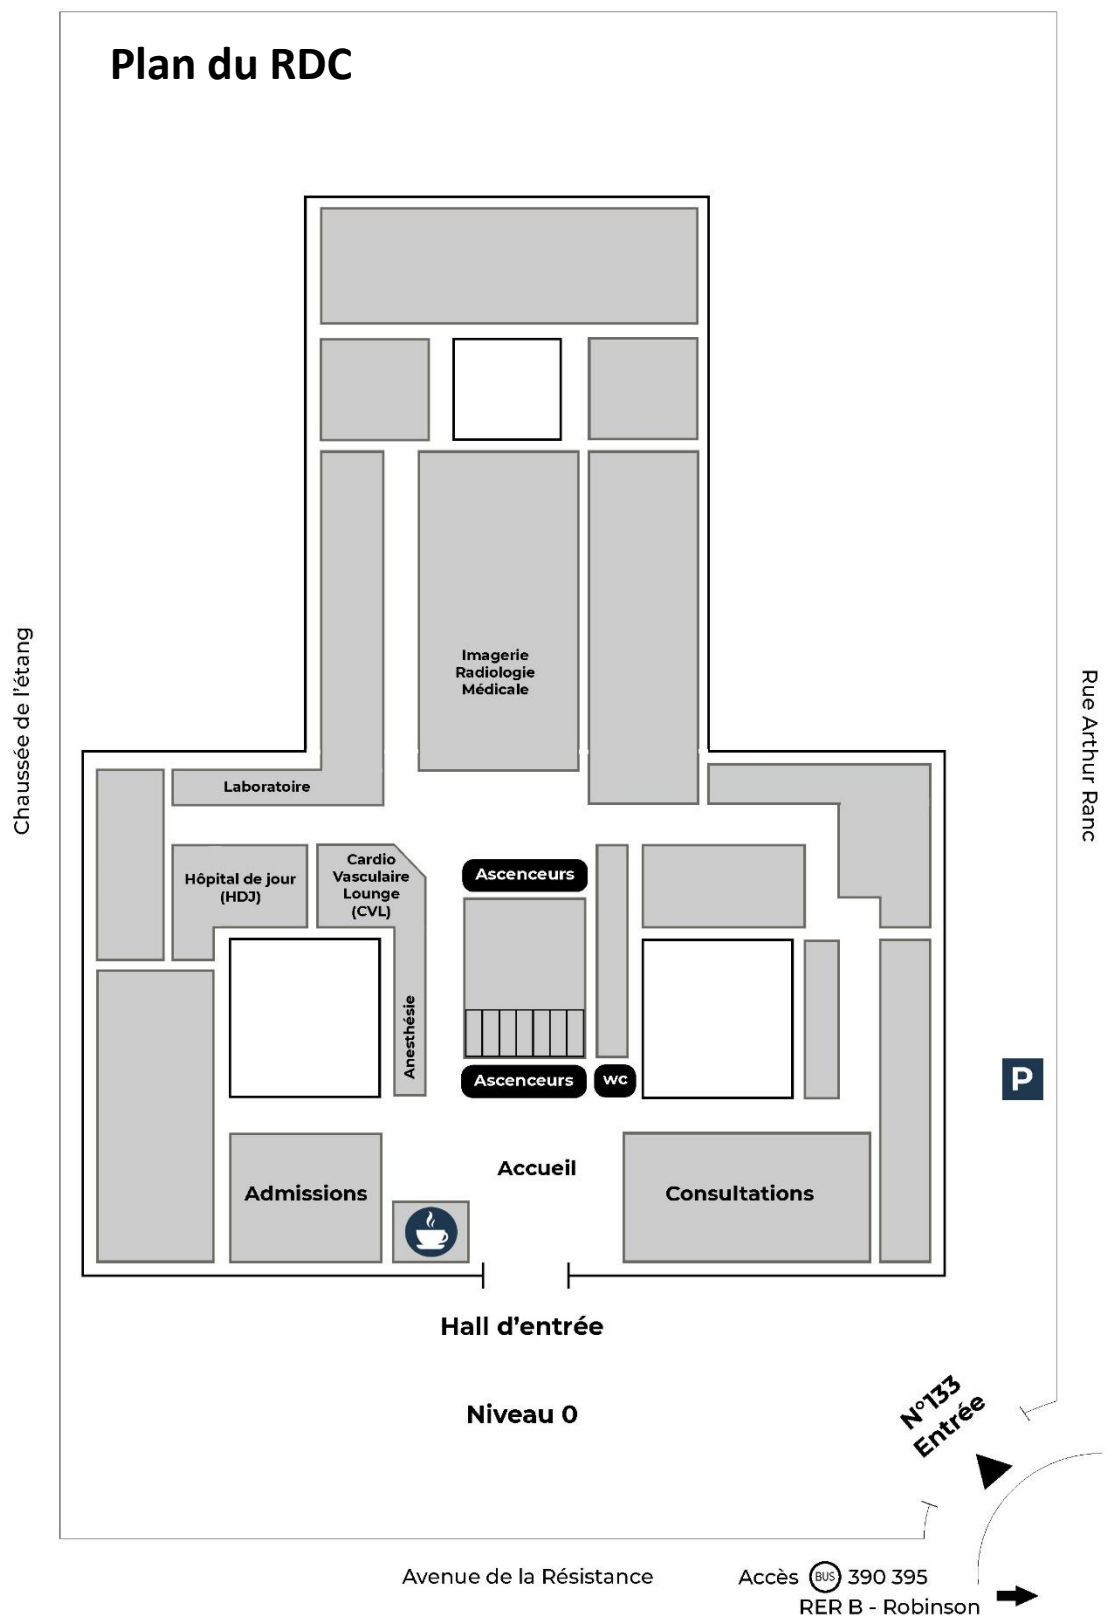 Plan du RDC
Chaussée de l'étang
Rue Arthur Ranc
Imagerie
Radiologie
Médicale
Laboratoire
Hôpital de jour
(HDJ)
Cardio
Vasculaire
Lounge
(CVL)
Anesthésie
Ascenceurs
Ascenceurs
WC
P
Accueil
Admissions
Consultations
Hall d'entrée
Niveau 0
N°133
Entrée
Avenue de la Résistance
Accès BUS 390 395
RER B - Robinson